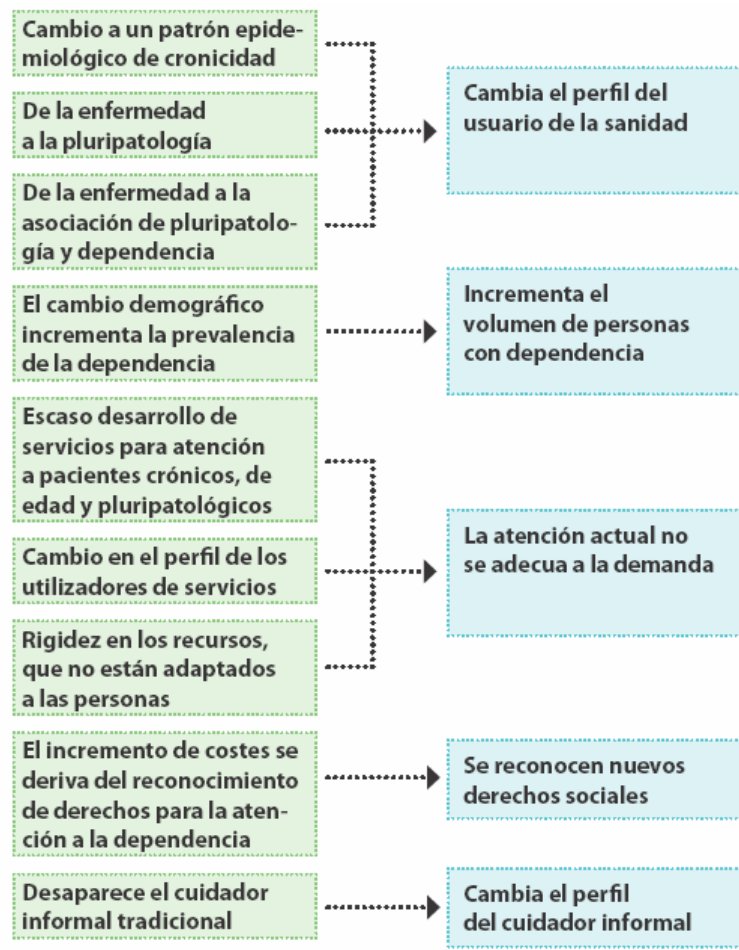 Cambio a un patrón epide-
miológico de cronicidad
De la enfermedad
a la pluripatología
De la enfermedad a la
asociación de pluripatolo-
gía y dependencia
Cambia el perfil del
usuario de la sanidad
El cambio demográfico
incrementa la prevalencia
de la dependencia
Incrementa el
volumen de personas
con dependencia
Escaso desarrollo de
servicios para atención
a pacientes crónicos, de
edad y pluripatológicos
Cambio en el perfil de los
utilizadores de servicios
Rigidez en los recursos,
que no están adaptados
a las personas
La atención actual no
se adecua a la demanda
El incremento de costes se
deriva del reconocimiento
de derechos para la aten-
ción a la dependencia
Se reconocen nuevos
derechos sociales
Desaparece el cuidador
informal tradicional
Cambia el perfil
del cuidador informal